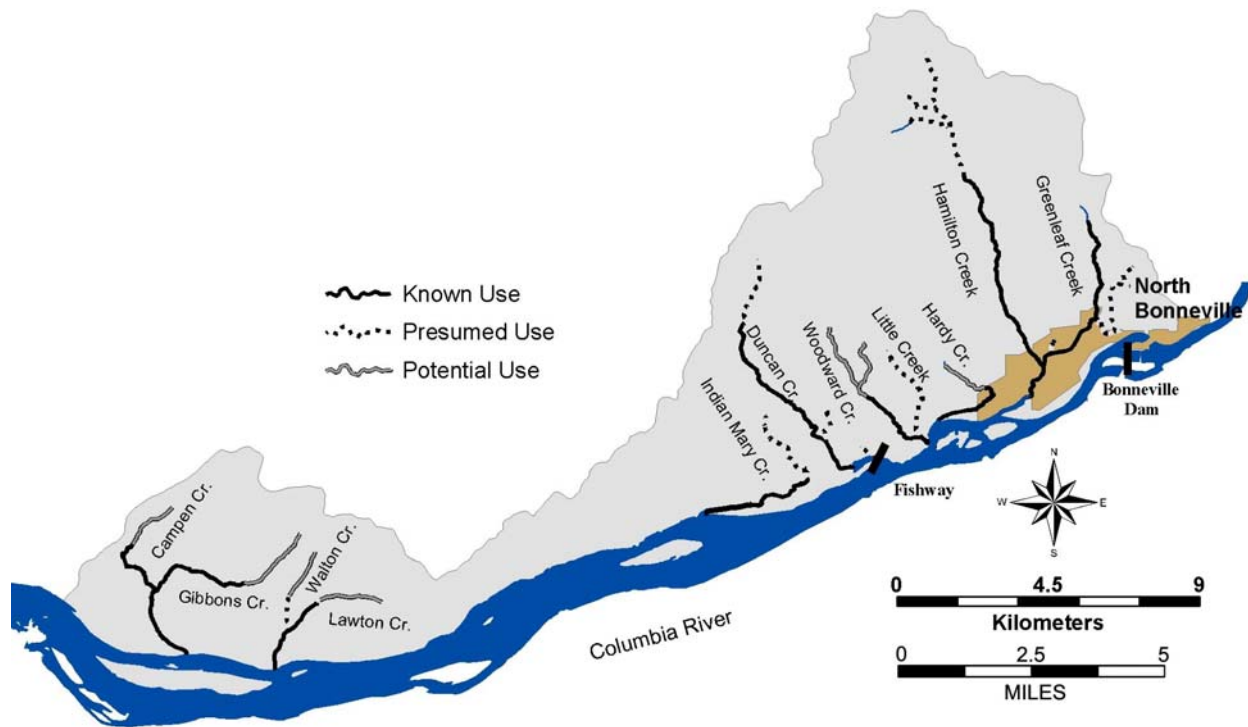 Known Use
Presumed Use
Potential Use
Campen Cr.
Gibbons Cr.
Walton Cr.
Lawton Cr.
Indian Mary Cr.
Duncan Cr.
Woodward Cr.
Little Creek
Hardy Cr.
Hamilton Creek
Greenleaf Creek
North
Bonneville
Bonneville
Dam
Fishway
Columbia River
N
W
E
S
0 4.5 9
Kilometers
0 2.5 5
MILES